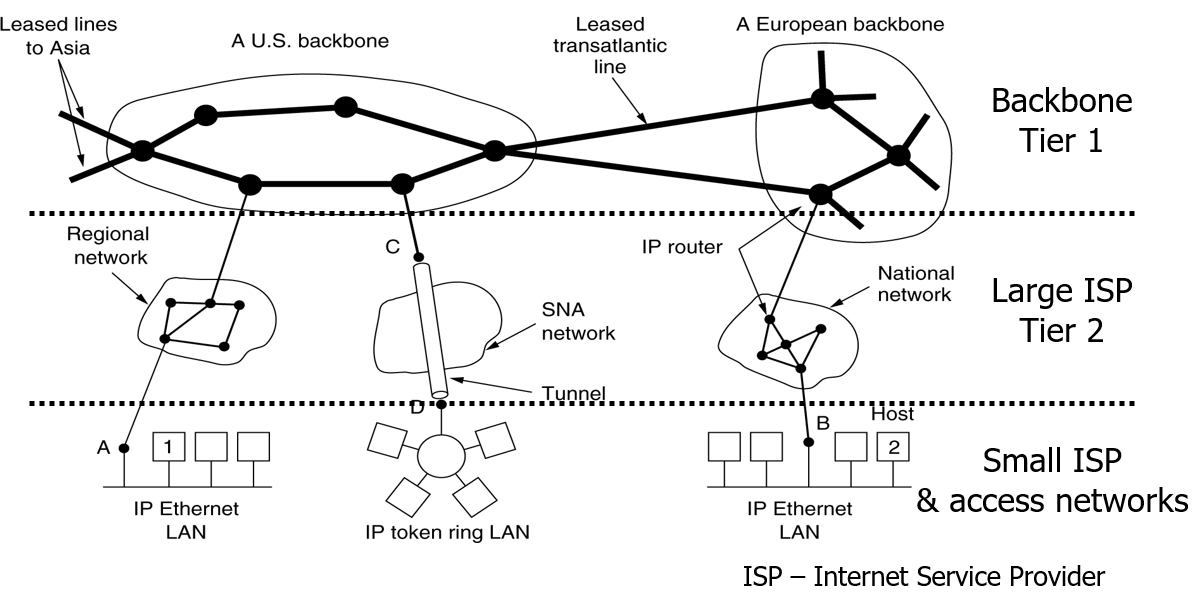 Leased lines
to Asia
A U.S. backbone
Leased
transatlantic
line
A European backbone
Backbone
Tier 1
Regional
network
C
SNA
network
Tunnel
IP router
National
network
Large ISP
Tier 2
D
A
1
IP Ethernet
LAN
IP token ring LAN
B
Host
2
IP Ethernet
LAN
Small ISP
& access networks
ISP – Internet Service Provider